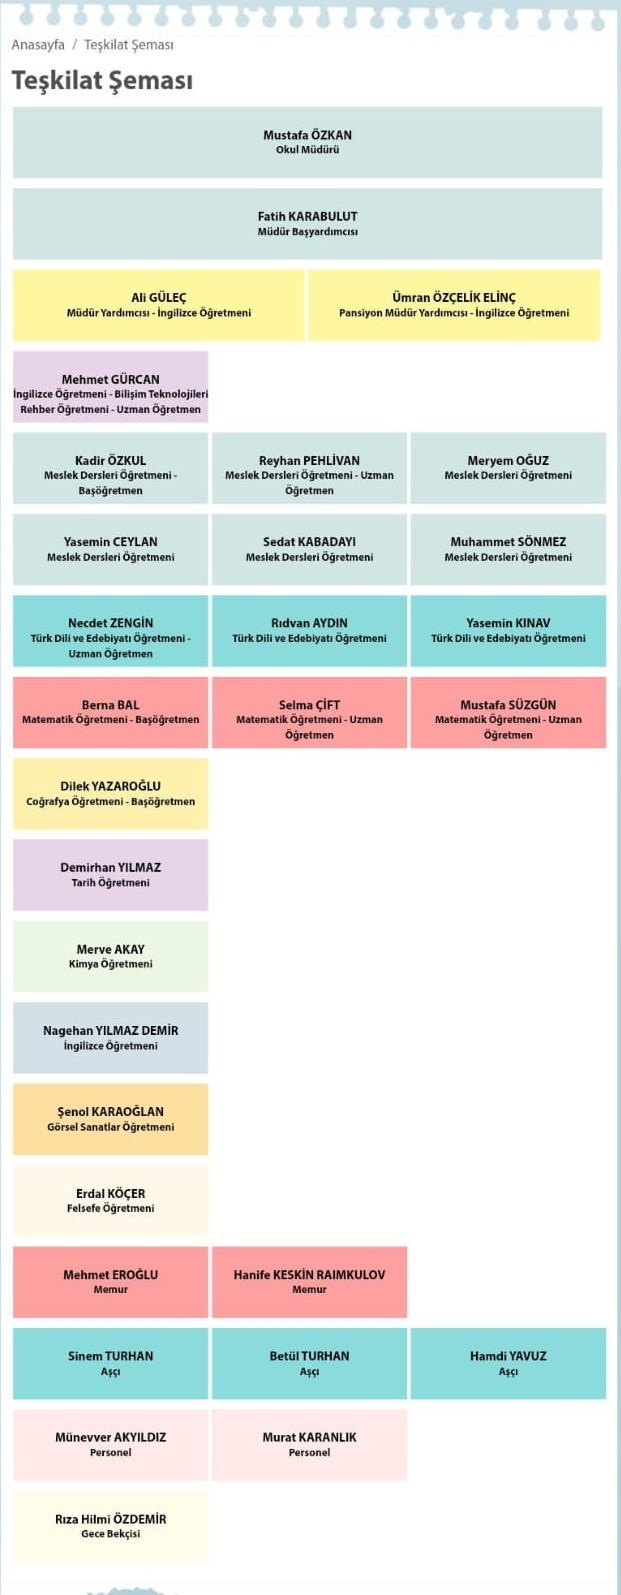 Anasayfa / Teşkilat Şeması
Teşkilat Şeması
Mustafa ÖZKAN
Okul Müdürü
Fatih KARABULUT
Müdür Başyardımcısı
Ali GÜLEÇ
Müdür Yardımcısı - İngilizce Öğretmeni
Ümran ÖZÇELİK ELİNÇ
Pansiyon Müdür Yardımcısı - İngilizce Öğretmeni
Mehmet GÜRCAN
İngilizce Öğretmeni - Bilişim Teknolojileri
Rehber Öğretmeni - Uzman Öğretmen
Kadir ÖZKUL
Meslek Dersleri Öğretmeni -
Başöğretmen
Reyhan PEHLİVAN
Meslek Dersleri Öğretmeni - Uzman
Öğretmen
Meryem OĞUZ
Meslek Dersleri Öğretmeni
Yasemin CEYLAN
Meslek Dersleri Öğretmeni
Sedat KABADAYI
Meslek Dersleri Öğretmeni
Muhammet SÖNMEZ
Meslek Dersleri Öğretmeni
Necdet ZENGİN
Türk Dili ve Edebiyatı Öğretmeni -
Uzman Öğretmen
Rıdvan AYDIN
Türk Dili ve Edebiyatı Öğretmeni
Yasemin KINAV
Türk Dili ve Edebiyatı Öğretmeni
Berna BAL
Matematik Öğretmeni - Başöğretmen
Selma ÇİFT
Matematik Öğretmeni - Uzman
Öğretmen
Mustafa SÜZGÜN
Matematik Öğretmeni - Uzman
Öğretmen
Dilek YAZAROĞLU
Coğrafya Öğretmeni - Başöğretmen
Demirhan YILMAZ
Tarih Öğretmeni
Merve AKAY
Kimya Öğretmeni
Nagehan YILMAZ DEMİR
İngilizce Öğretmeni
Şenol KARAOĞLAN
Görsel Sanatlar Öğretmeni
Erdal KÖÇER
Felsefe Öğretmeni
Mehmet EROĞLU
Memur
Hanife KESKİN RAIMKULOV
Memur
Sinem TURHAN
Aşçı
Betül TURHAN
Aşçı
Hamdi YAVUZ
Aşçı
Münevver AKYILDIZ
Personel
Murat KARANLIK
Personel
Rıza Hilmi ÖZDEMİR
Gece Bekçisi